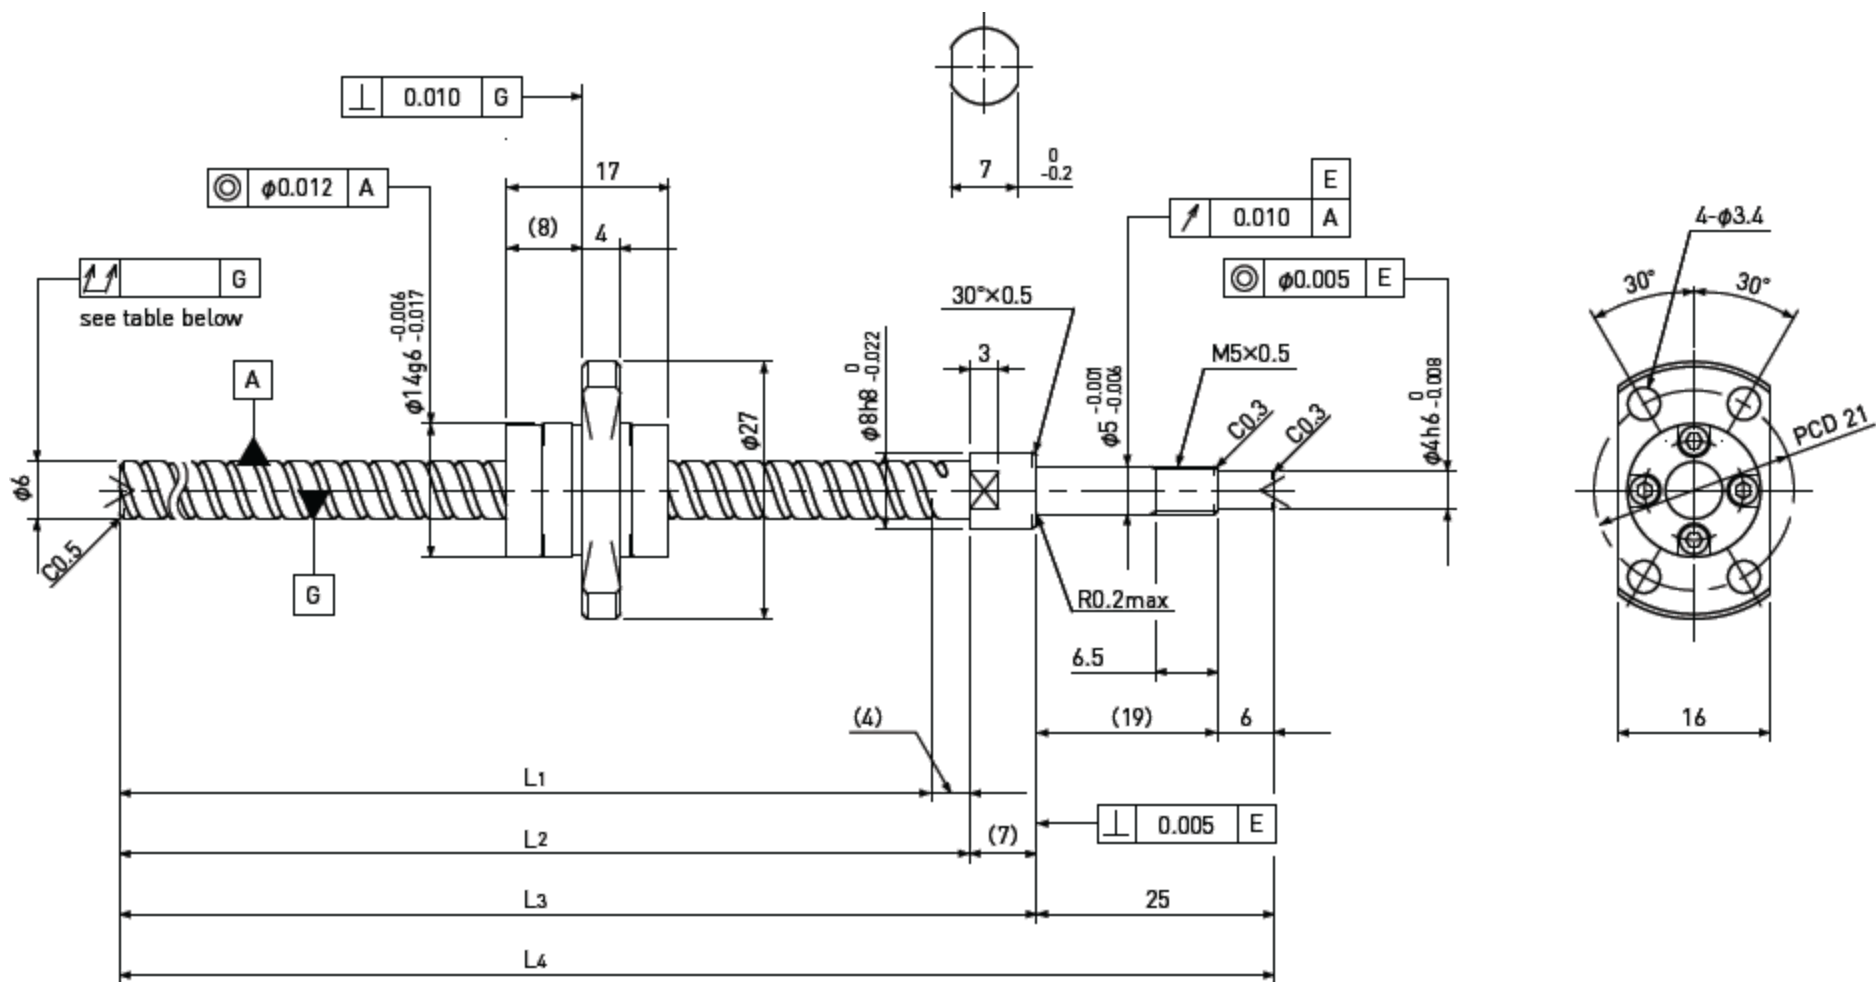 ⊥ 0.010 G
◎ ϕ0.012 A
17
(8)
4
7 0 -0.2
E
↗ 0.010 A
◎ ϕ0.005 E
4-ϕ3.4
30°
30°
G
see table below
30°×0.5
3
M5×0.5
A
ϕ14g6 -0.006 -0.017
ϕ27
ϕ8h8 0 -0.022
ϕ5 -0.001 -0.006
C0.3
C0.3
ϕ4h6 0 -0.008
PCD 21
ϕ6
C0.5
G
R0.2max
6.5
(4)
(19)
6
16
L1
⊥ 0.005 E
L2
(7)
L3
25
L4